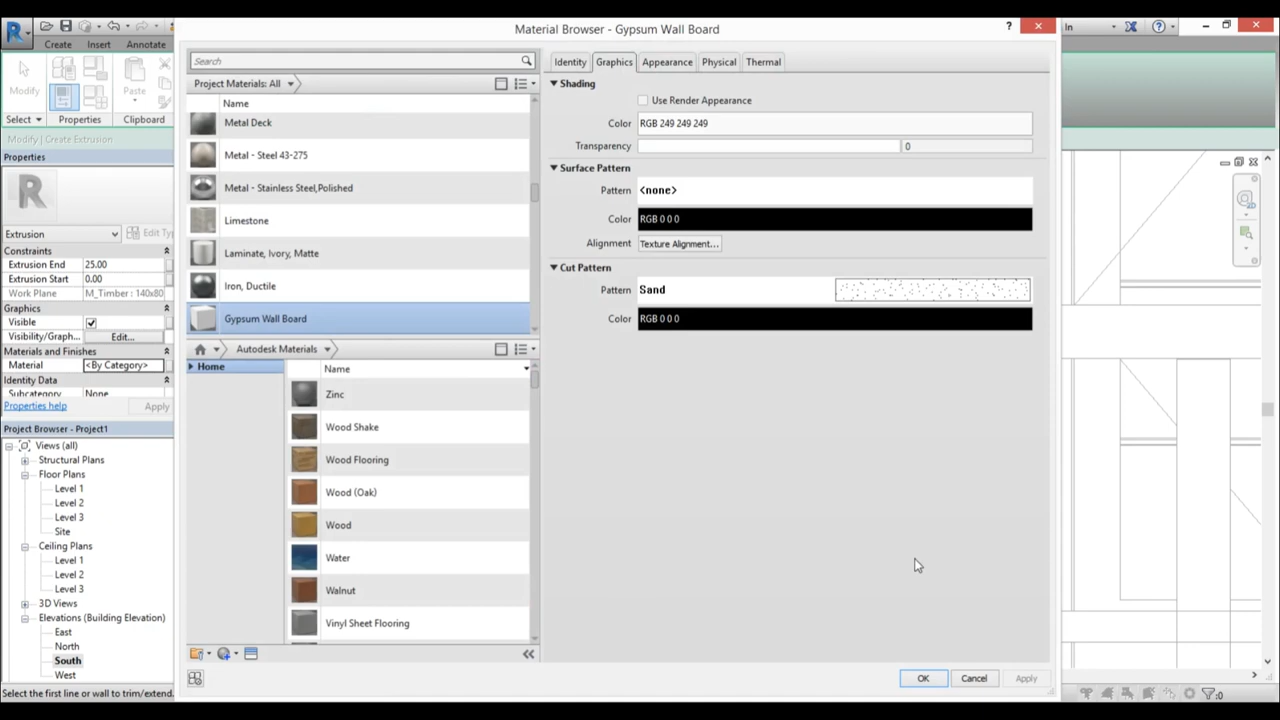 Material Browser - Gypsum Wall Board
?
In
Create Insert Annotate
Modify
Paste
Select Properties Clipboard
Modify | Create Extrusion
Properties
Extrusion
Edit Ty
Constraints
Extrusion End 25.00
Extrusion Start 0.00
Work Plane M_Timber : 140x80
Graphics
Visible
Visibility/Graph... Edit...
Materials and Finishes
Material <By Category>
Identity Data
Subcategory None
Properties help Apply
Project Browser - Project1
Views (all)
Structural Plans
Floor Plans
Level 1
Level 2
Level 3
Site
Ceiling Plans
Level 1
Level 2
Level 3
3D Views
Elevations (Building Elevation)
East
North
South
West
Select the first line or wall to trim/extend.
Search
Project Materials: All
Name
Metal Deck
Metal - Steel 43-275
Metal - Stainless Steel,Polished
Limestone
Laminate, Ivory, Matte
Iron, Ductile
Gypsum Wall Board
Autodesk Materials
Home
Name
Zinc
Wood Shake
Wood Flooring
Wood (Oak)
Wood
Water
Walnut
Vinyl Sheet Flooring
Identity Graphics Appearance Physical Thermal
Shading
Use Render Appearance
Color RGB 249 249 249
Transparency 0
Surface Pattern
Pattern <none>
Color RGB 0 0 0
Alignment Texture Alignment...
Cut Pattern
Pattern Sand
Color RGB 0 0 0
OK Cancel Apply
:0